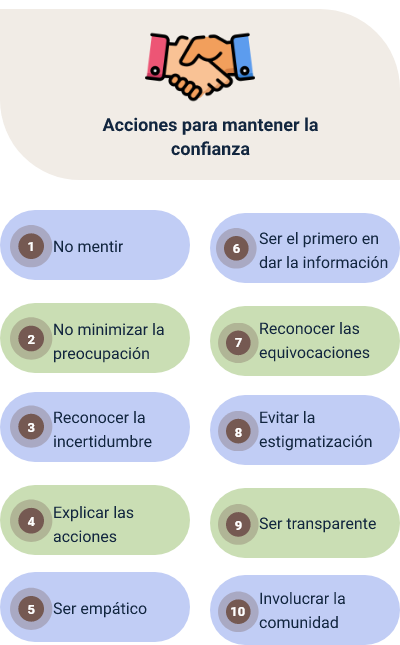 Acciones para mantener la
confianza
1
No mentir
2
No minimizar la
preocupación
3
Reconocer la
incertidumbre
4
Explicar las
acciones
5
Ser empático
6
Ser el primero en
dar la información
7
Reconocer las
equivocaciones
8
Evitar la
estigmatización
9
Ser transparente
10
Involucrar la
comunidad